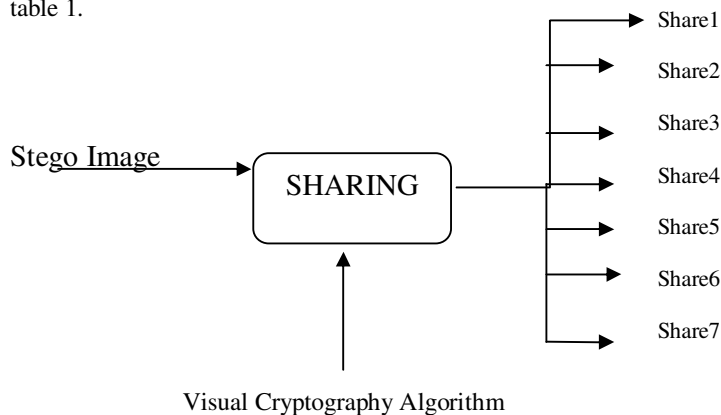 table 1.
Share1
Share2
Share3
Stego Image
SHARING
Share4
Share5
Share6
Share7
Visual Cryptography Algorithm